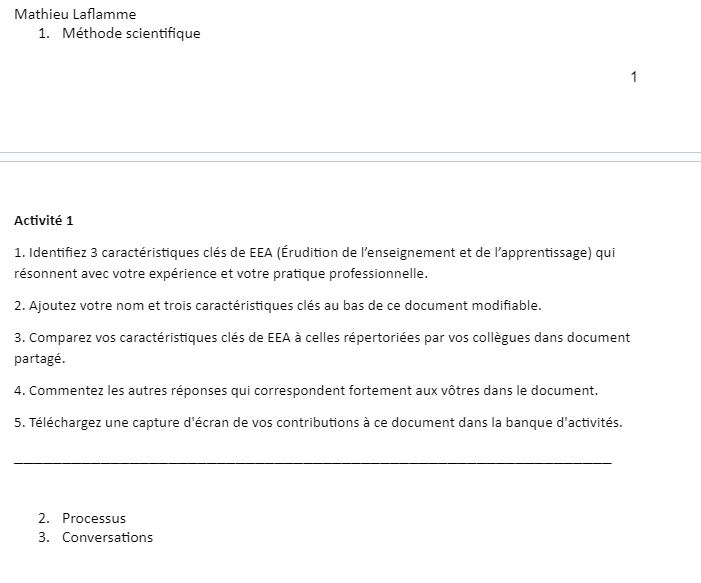 Mathieu Laflamme
1. Méthode scientifique
1
Activité 1
1. Identifiez 3 caractéristiques clés de EEA (Érudition de l’enseignement et de l’apprentissage) qui
résonnent avec votre expérience et votre pratique professionnelle.
2. Ajoutez votre nom et trois caractéristiques clés au bas de ce document modifiable.
3. Comparez vos caractéristiques clés de EEA à celles répertoriées par vos collègues dans document
partagé.
4. Commentez les autres réponses qui correspondent fortement aux vôtres dans le document.
5. Téléchargez une capture d'écran de vos contributions à ce document dans la banque d'activités.
2. Processus
3. Conversations